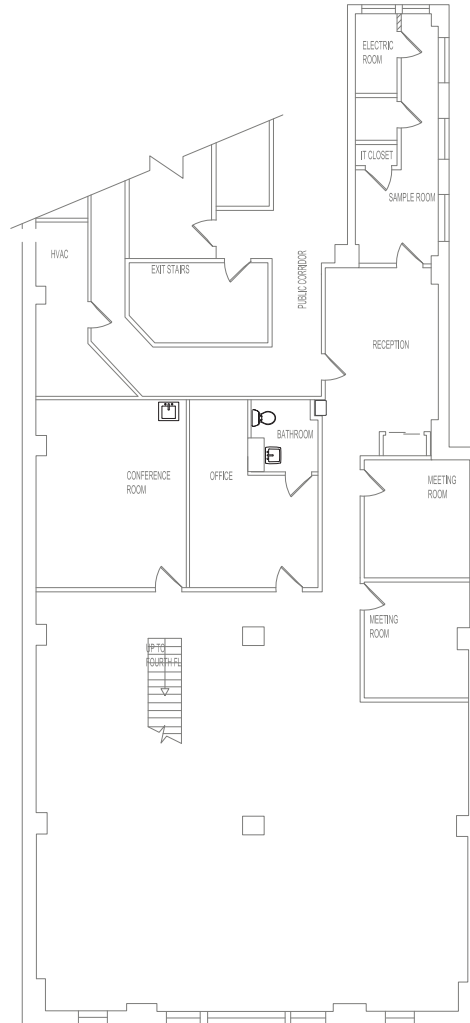 ELECTRIC
ROOM
IT CLOSET
SAMPLE ROOM
HVAC
EXIT STAIRS
PUBLIC CORRIDOR
RECEPTION
BATHROOM
CONFERENCE
ROOM
OFFICE
MEETING
ROOM
MEETING
ROOM
UP TO
FOURTH FL